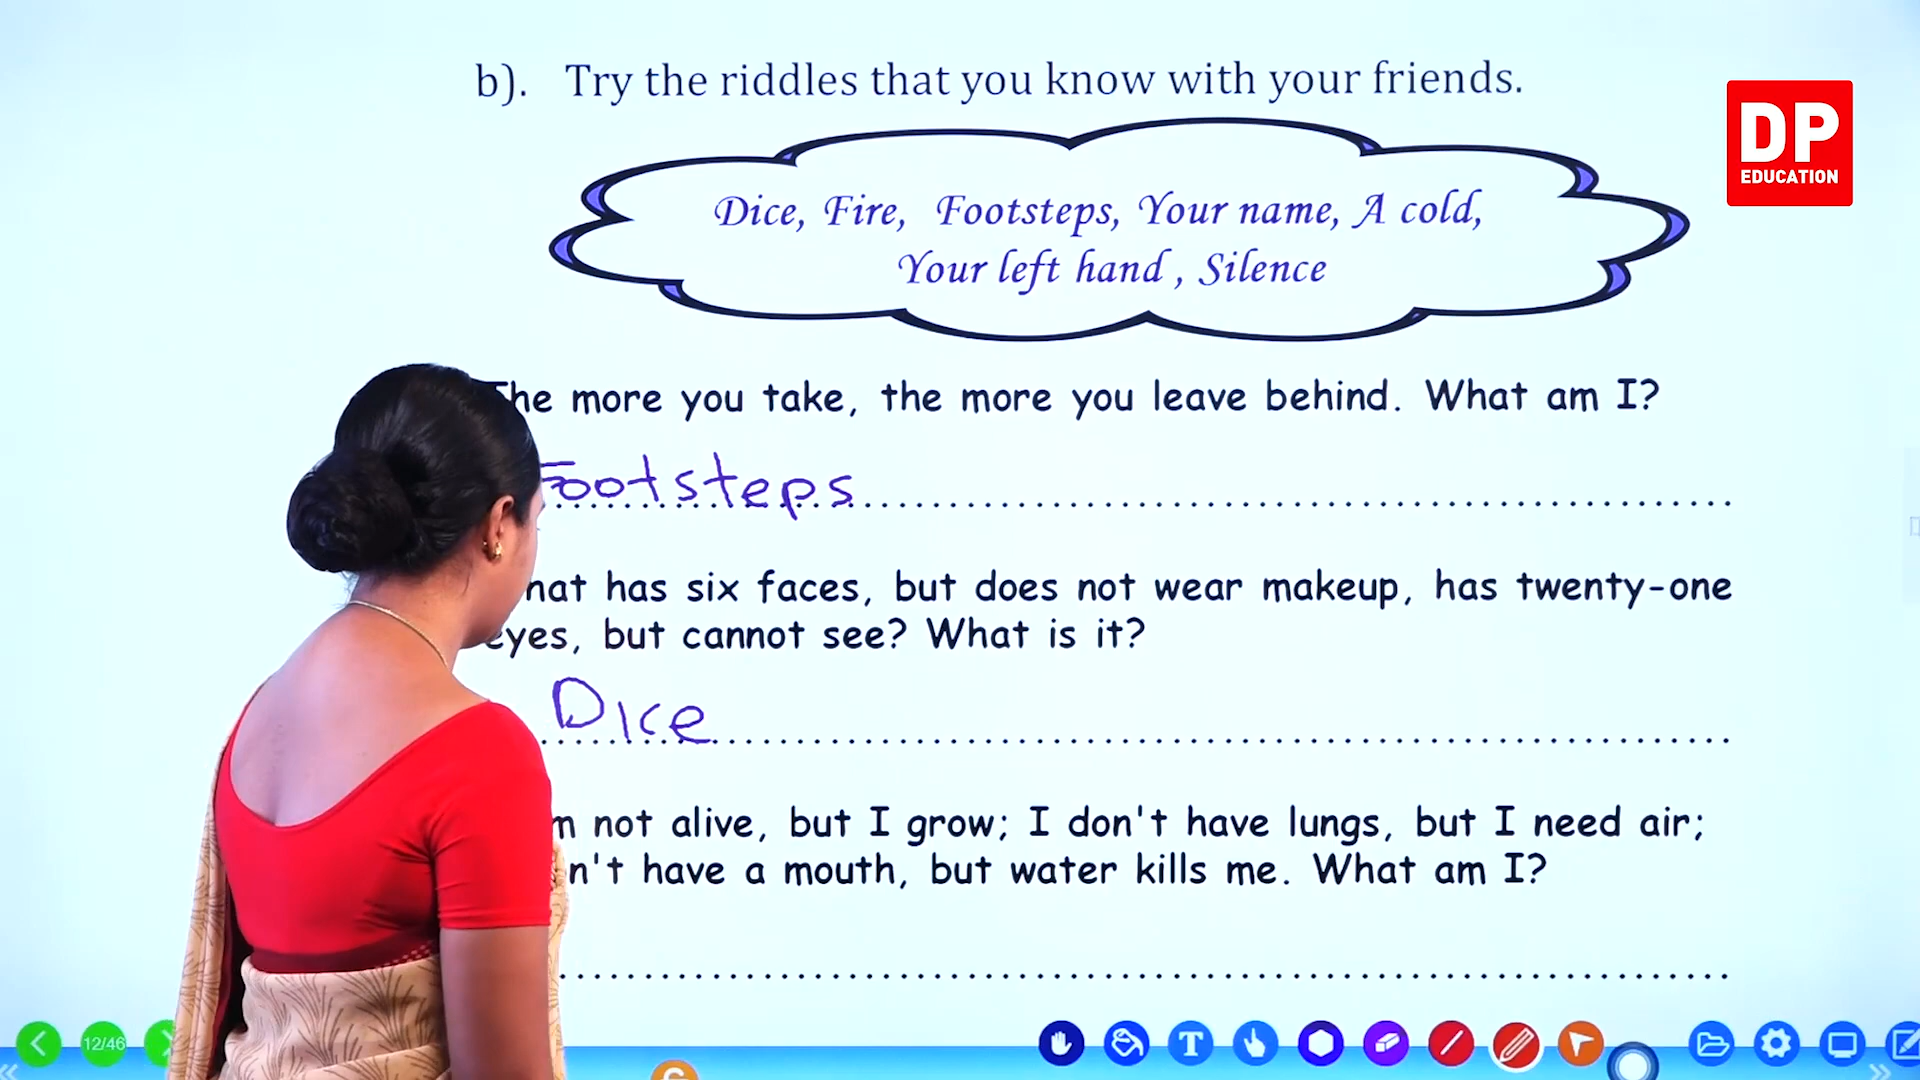 b). Try the riddles that you know with your friends.
DP
EDUCATION
Dice, Fire, Footsteps, Your name, A cold,
Your left hand , Silence
The more you take, the more you leave behind. What am I?
Footsteps
has six faces, but does not wear makeup, has twenty-one
eyes, but cannot see? What is it?
Dice
not alive, but I grow; I don't have lungs, but I need air;
have a mouth, but water kills me. What am I?
12/46